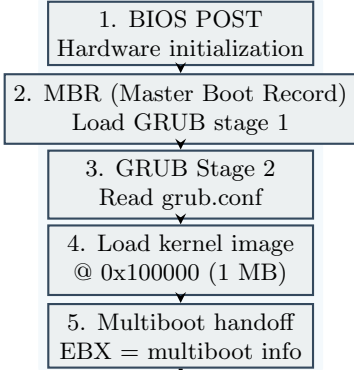 1. BIOS POST
Hardware initialization
2. MBR (Master Boot Record)
Load GRUB stage 1
3. GRUB Stage 2
Read grub.conf
4. Load kernel image
@ 0x100000 (1 MB)
5. Multiboot handoff
EBX = multiboot info